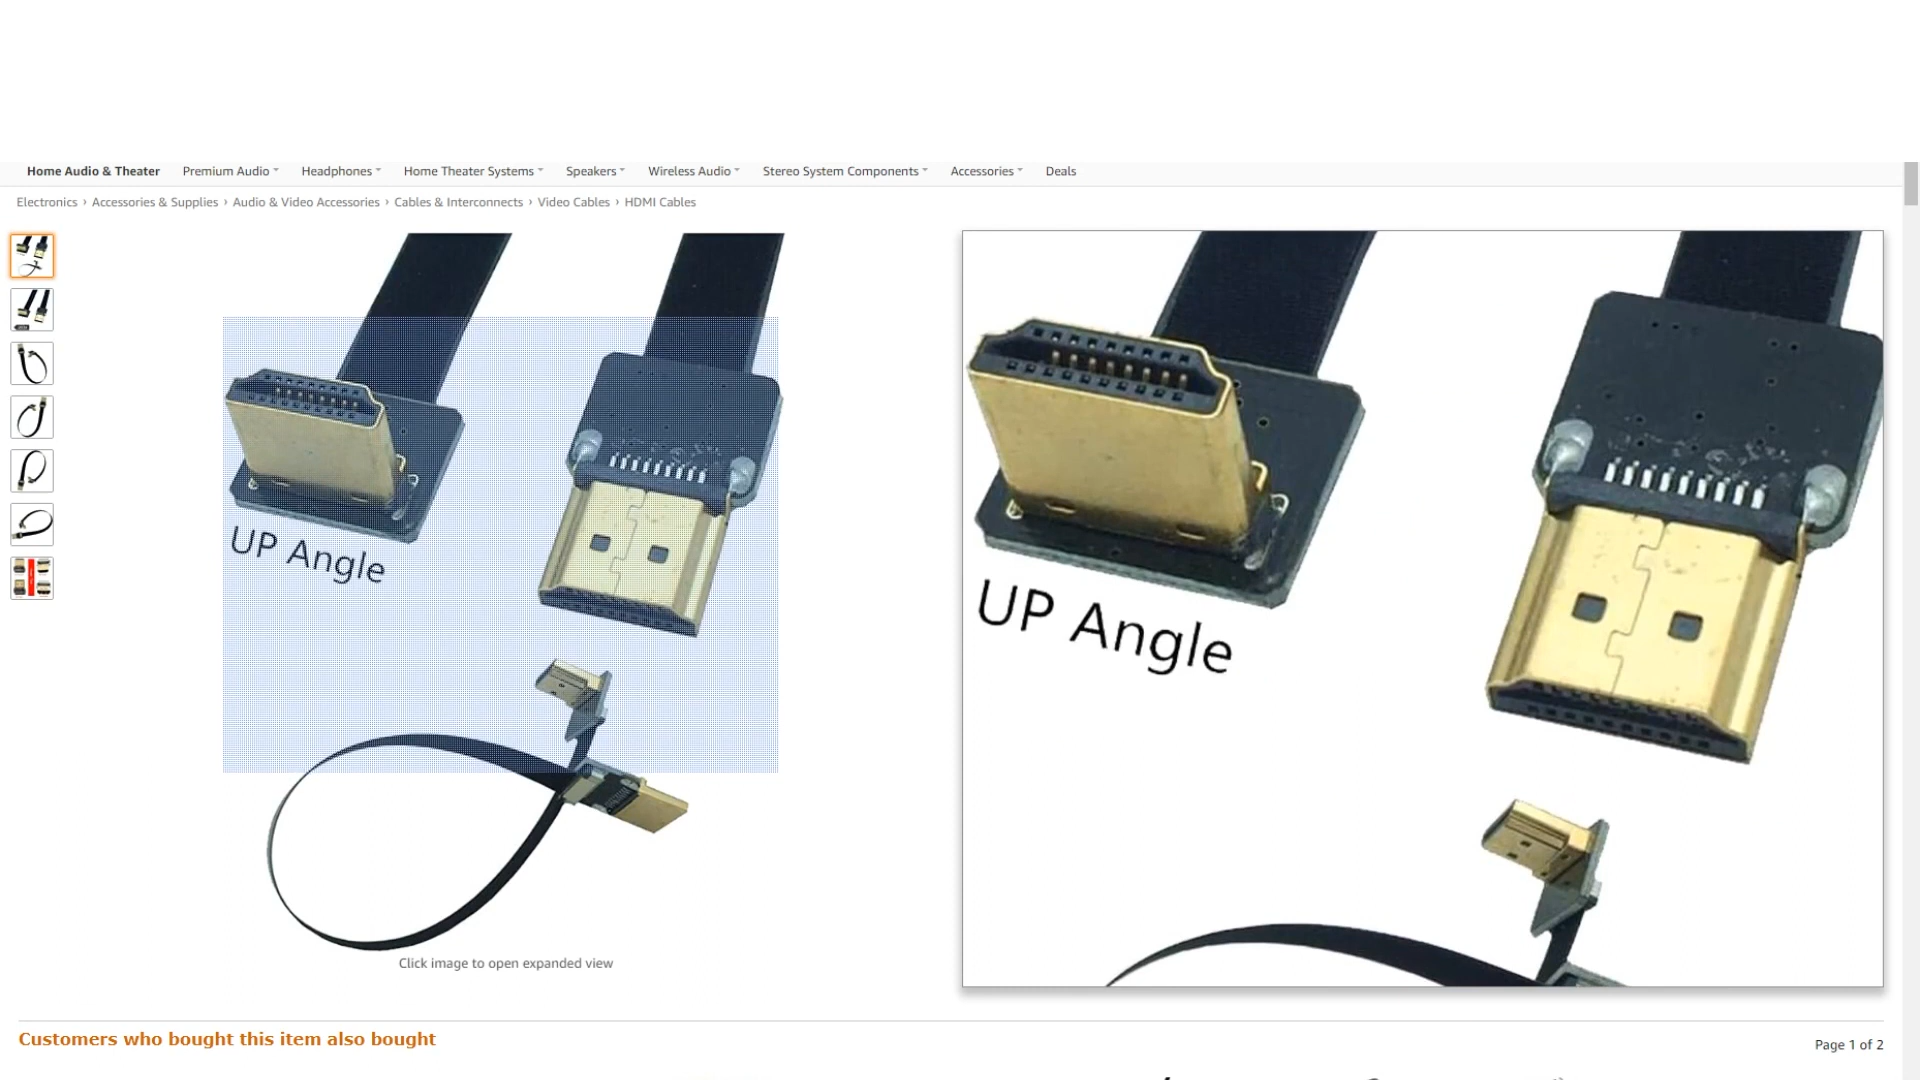 Home Audio & Theater Premium Audio Headphones Home Theater Systems Speakers Wireless Audio Stereo System Components Accessories Deals
Electronics › Accessories & Supplies › Audio & Video Accessories › Cables & Interconnects › Video Cables › HDMI Cables
UP Angle
UP Angle
Click image to open expanded view
Customers who bought this item also bought
Page 1 of 2